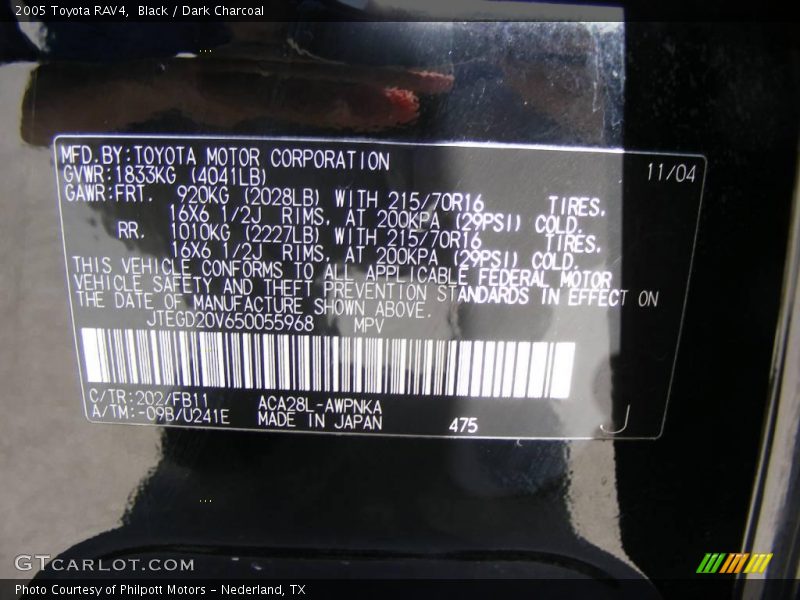 2005 Toyota RAV4, Black / Dark Charcoal
MFD.BY:TOYOTA MOTOR CORPORATION 11/04
GVWR:1833KG (4041LB)
GAWR:FRT. 920KG (2028LB) WITH 215/70R16 TIRES,
16X6 1/2J RIMS, AT 200KPA (29PSI) COLD.
RR. 1010KG (2227LB) WITH 215/70R16 TIRES,
16X6 1/2J RIMS, AT 200KPA (29PSI) COLD.
THIS VEHICLE CONFORMS TO ALL APPLICABLE FEDERAL MOTOR
VEHICLE SAFETY AND THEFT PREVENTION STANDARDS IN EFFECT ON
THE DATE OF MANUFACTURE SHOWN ABOVE.
JTEGD20V650055968 MPV
C/TR:202/FB11 ACA28L-AWPNKA
A/TM:-09B/U241E MADE IN JAPAN 475
GTcarlot.com
Photo Courtesy of Philpott Motors - Nederland, TX